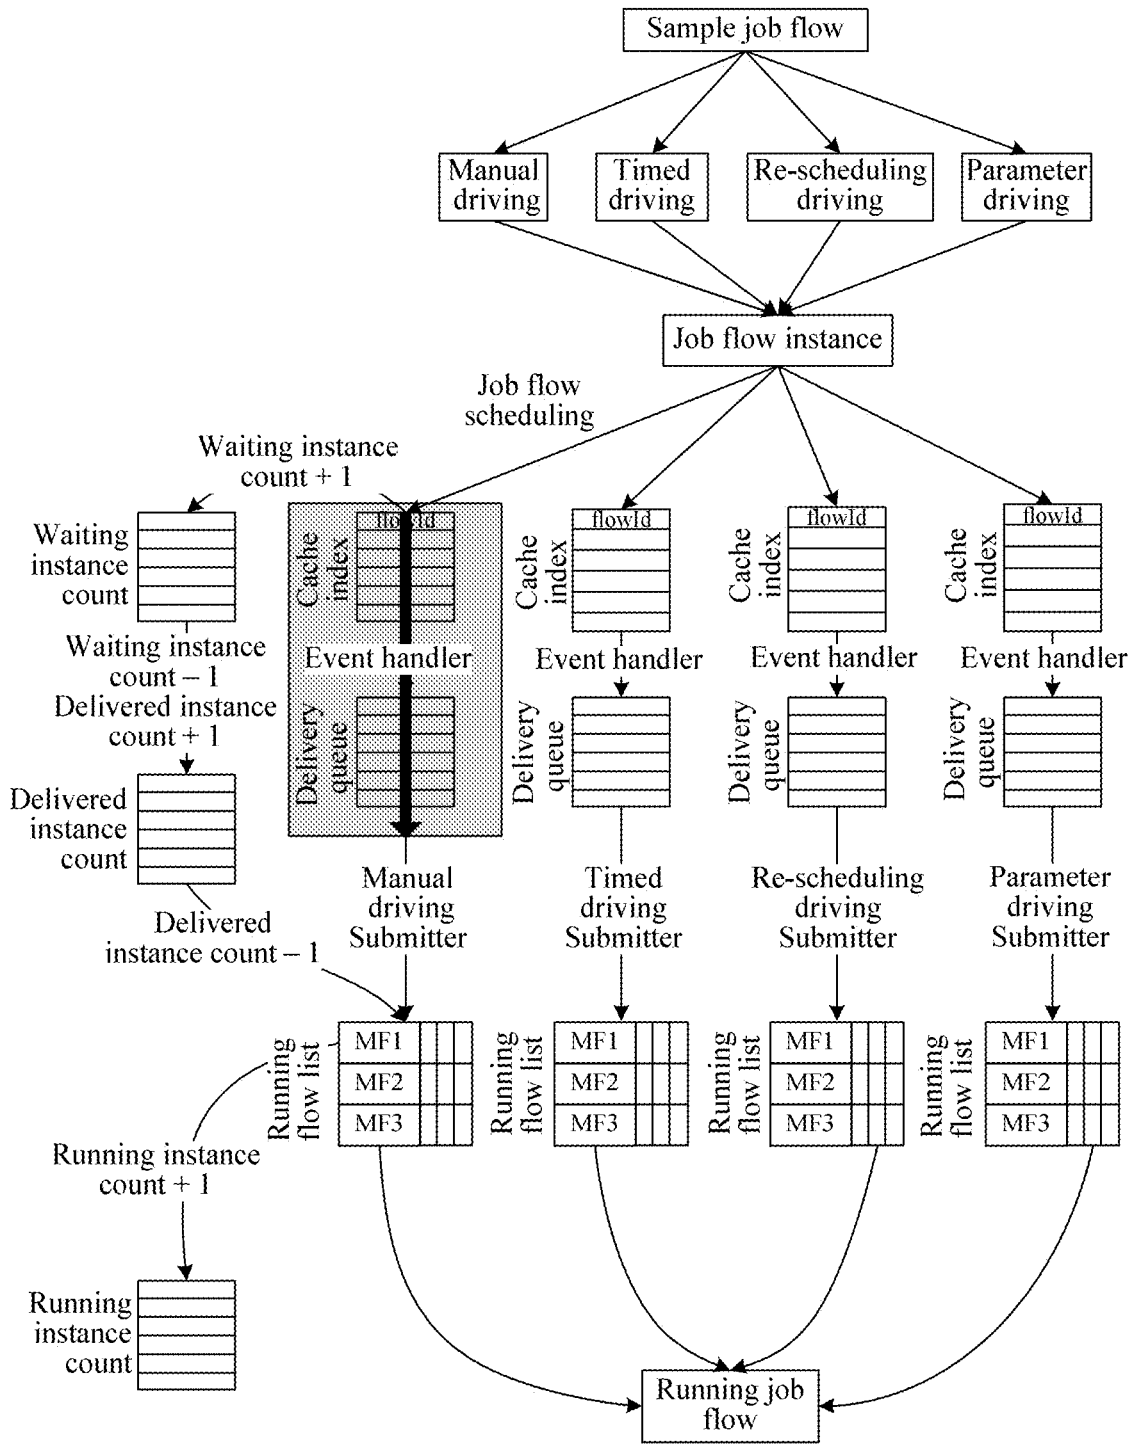 Sample job flow
Manual
driving
Timed
driving
Re-scheduling
driving
Parameter
driving
Job flow instance
Job flow
scheduling
Waiting instance
count + 1
Waiting
instance
count
flowId
Cache
index
flowId
Cache
index
flowId
Cache
index
flowId
Cache
index
Waiting instance
count – 1
Delivered instance
count + 1
Event handler
Event handler
Event handler
Event handler
Delivery
queue
Delivery
queue
Delivery
queue
Delivery
queue
Delivered
instance
count
Delivered
instance count – 1
Manual
driving
Submitter
Timed
driving
Submitter
Re-scheduling
driving
Submitter
Parameter
driving
Submitter
Running
flow list
MF1
MF2
MF3
Running
flow list
MF1
MF2
MF3
Running
flow list
MF1
MF2
MF3
Running
flow list
MF1
MF2
MF3
Running instance
count + 1
Running
instance
count
Running job
flow